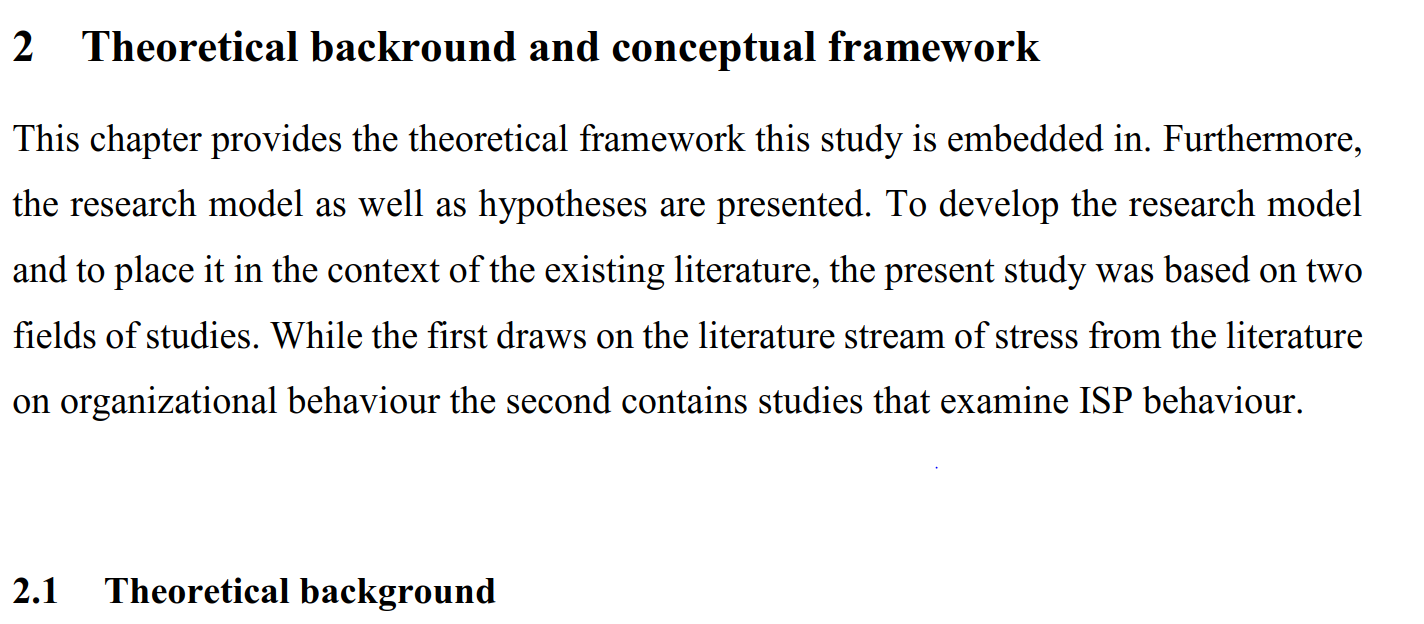 2 Theoretical backround and conceptual framework
This chapter provides the theoretical framework this study is embedded in. Furthermore,
the research model as well as hypotheses are presented. To develop the research model
and to place it in the context of the existing literature, the present study was based on two
fields of studies. While the first draws on the literature stream of stress from the literature
on organizational behaviour the second contains studies that examine ISP behaviour.
2.1 Theoretical background